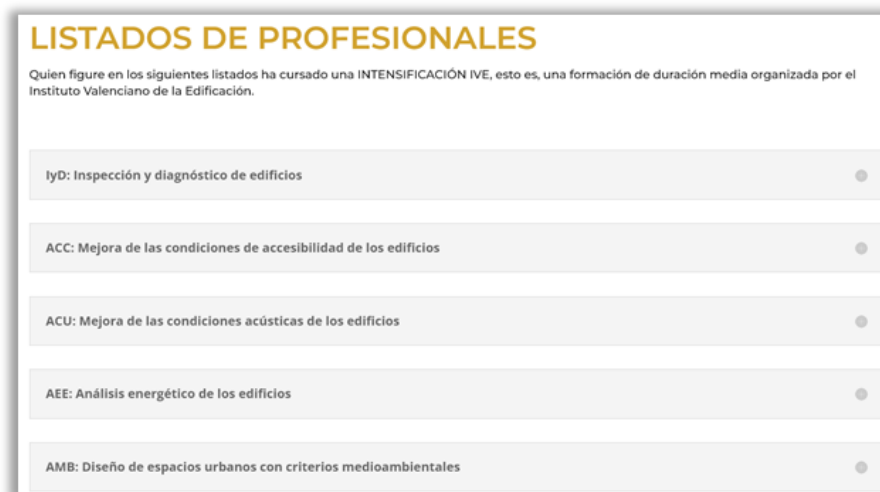 LISTADOS DE PROFESIONALES
Quien figure en los siguientes listados ha cursado una INTENSIFICACIÓN IVE, esto es, una formación de duración media organizada por el
Instituto Valenciano de la Edificación.
IyD: Inspección y diagnóstico de edificios
ACC: Mejora de las condiciones de accesibilidad de los edificios
ACU: Mejora de las condiciones acústicas de los edificios
AEE: Análisis energético de los edificios
AMB: Diseño de espacios urbanos con criterios medioambientales